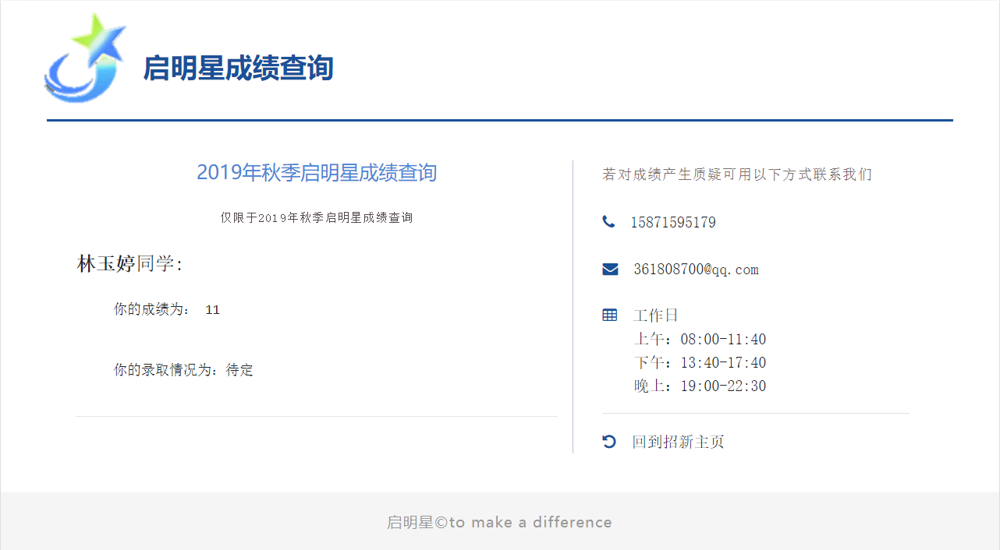 启明星成绩查询
2019年秋季启明星成绩查询
仅限于2019年秋季启明星成绩查询
林玉婷同学：
你的成绩为： 11
你的录取情况为：待定
若对成绩产生质疑可用以下方式联系我们
15871595179
361808700@qq.com
工作日
上午：08:00-11:40
下午：13:40-17:40
晚上：19:00-22:30
回到招新主页
启明星©to make a difference